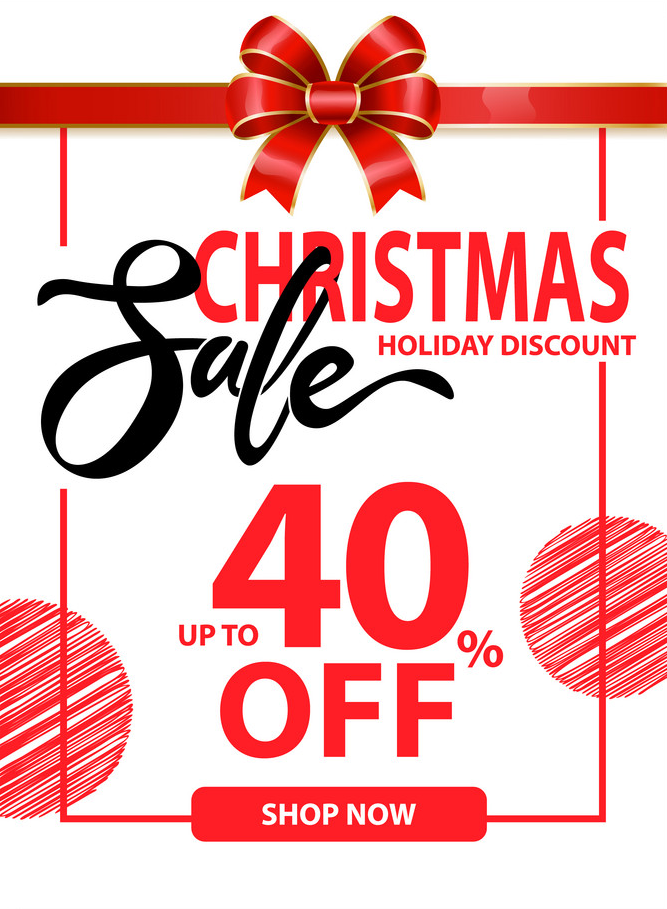 CHRISTMAS
Sale
HOLIDAY DISCOUNT
UP TO 40%
OFF
SHOP NOW